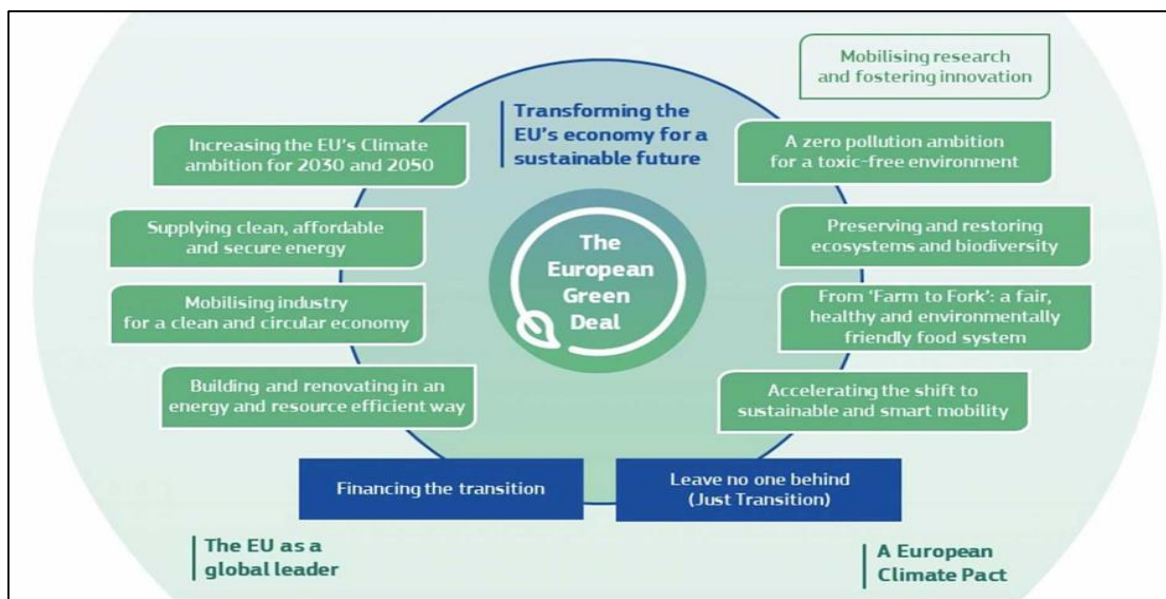 Mobilising research
and fostering innovation
Transforming the
EU's economy for a
sustainable future
Increasing the EU's Climate
ambition for 2030 and 2050
A zero pollution ambition
for a toxic-free environment
Supplying clean, affordable
and secure energy
Preserving and restoring
ecosystems and biodiversity
The
European
Green
Deal
Mobilising industry
for a clean and circular economy
From 'Farm to Fork': a fair,
healthy and environmentally
friendly food system
Building and renovating in an
energy and resource efficient way
Accelerating the shift to
sustainable and smart mobility
Financing the transition
Leave no one behind
(Just Transition)
The EU as a
global leader
A European
Climate Pact